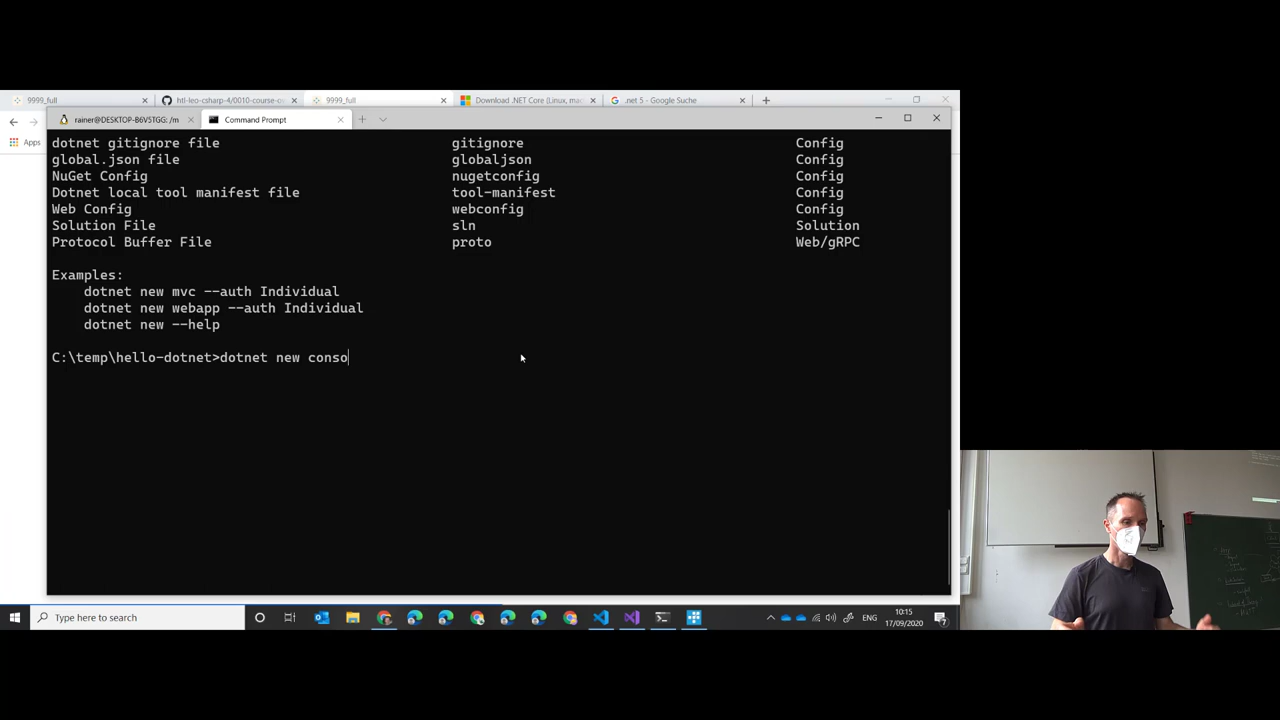 9999_full
htl-leo-csharp-4/0010-course-o
9999_full
Download .NET Core (Linux, mac
.net 5 - Google Suche
Apps
rainer@DESKTOP-B6V5TGG: /m
Command Prompt
dotnet gitignore file gitignore Config
global.json file globaljson Config
NuGet Config nugetconfig Config
Dotnet local tool manifest file tool-manifest Config
Web Config webconfig Config
Solution File sln Solution
Protocol Buffer File proto Web/gRPC
Examples:
dotnet new mvc --auth Individual
dotnet new webapp --auth Individual
dotnet new --help
C:\temp\hello-dotnet>dotnet new conso
Type here to search
ENG
10:15
17/09/2020